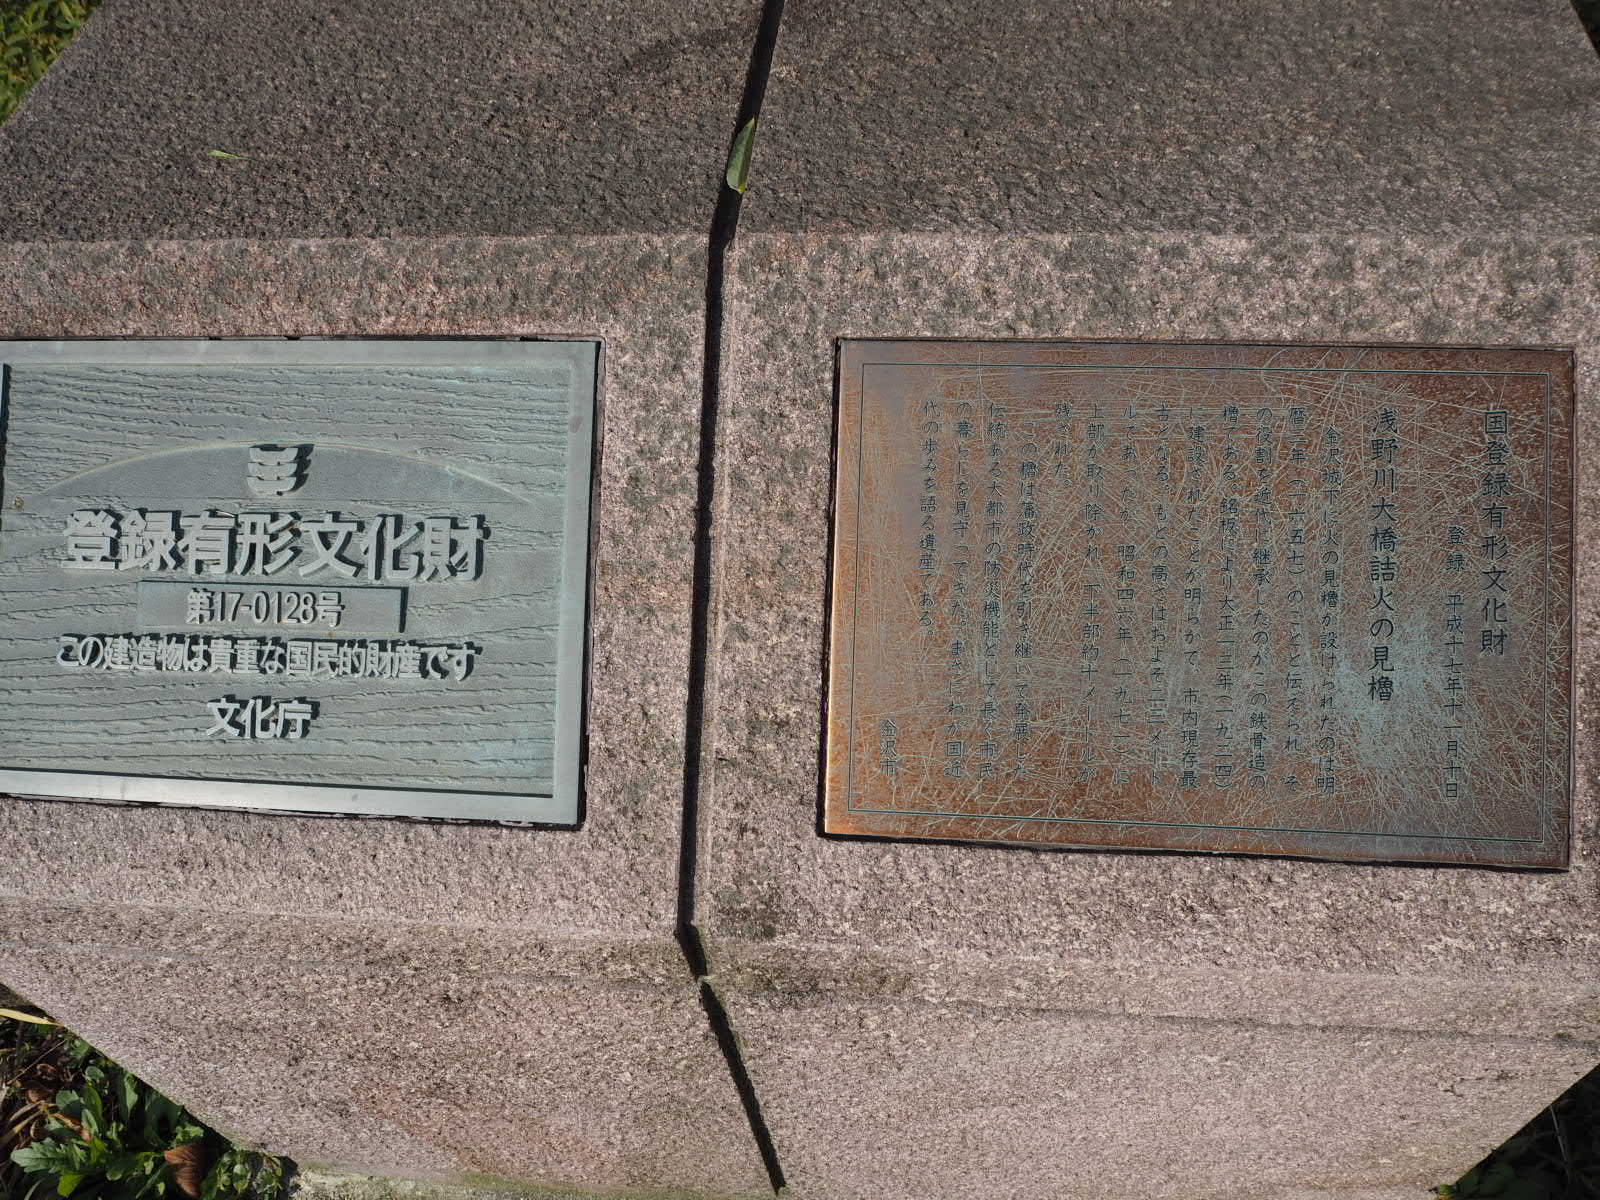 登録有形文化財
第17-0128号
この建造物は貴重な国民的財産です
文化庁
国登録有形文化財
登録 平成十七年十一月十日
浅野川大橋詰火の見櫓
金沢城下に火の見櫓が設けられたのは明
暦三年(一六五七)のことと伝えられ、そ
の役割を近代に継承したのがこの鉄骨造の
櫓である。銘板により大正一三年(一九二四)
に建設されたことが明らかで、市内現存最
古となる。もとの高さはおよそ二三メート
ルであったが、昭和四六年(一九七一)に
上部が取り除かれ、下半部約十メートルが
残された。
この櫓は藩政時代を引き継いで発展した
伝統ある大都市の防災機能として長く市民
の暮らしを見守ってきた。まさにわが国近
代の歩みを語る遺産である。
金沢市